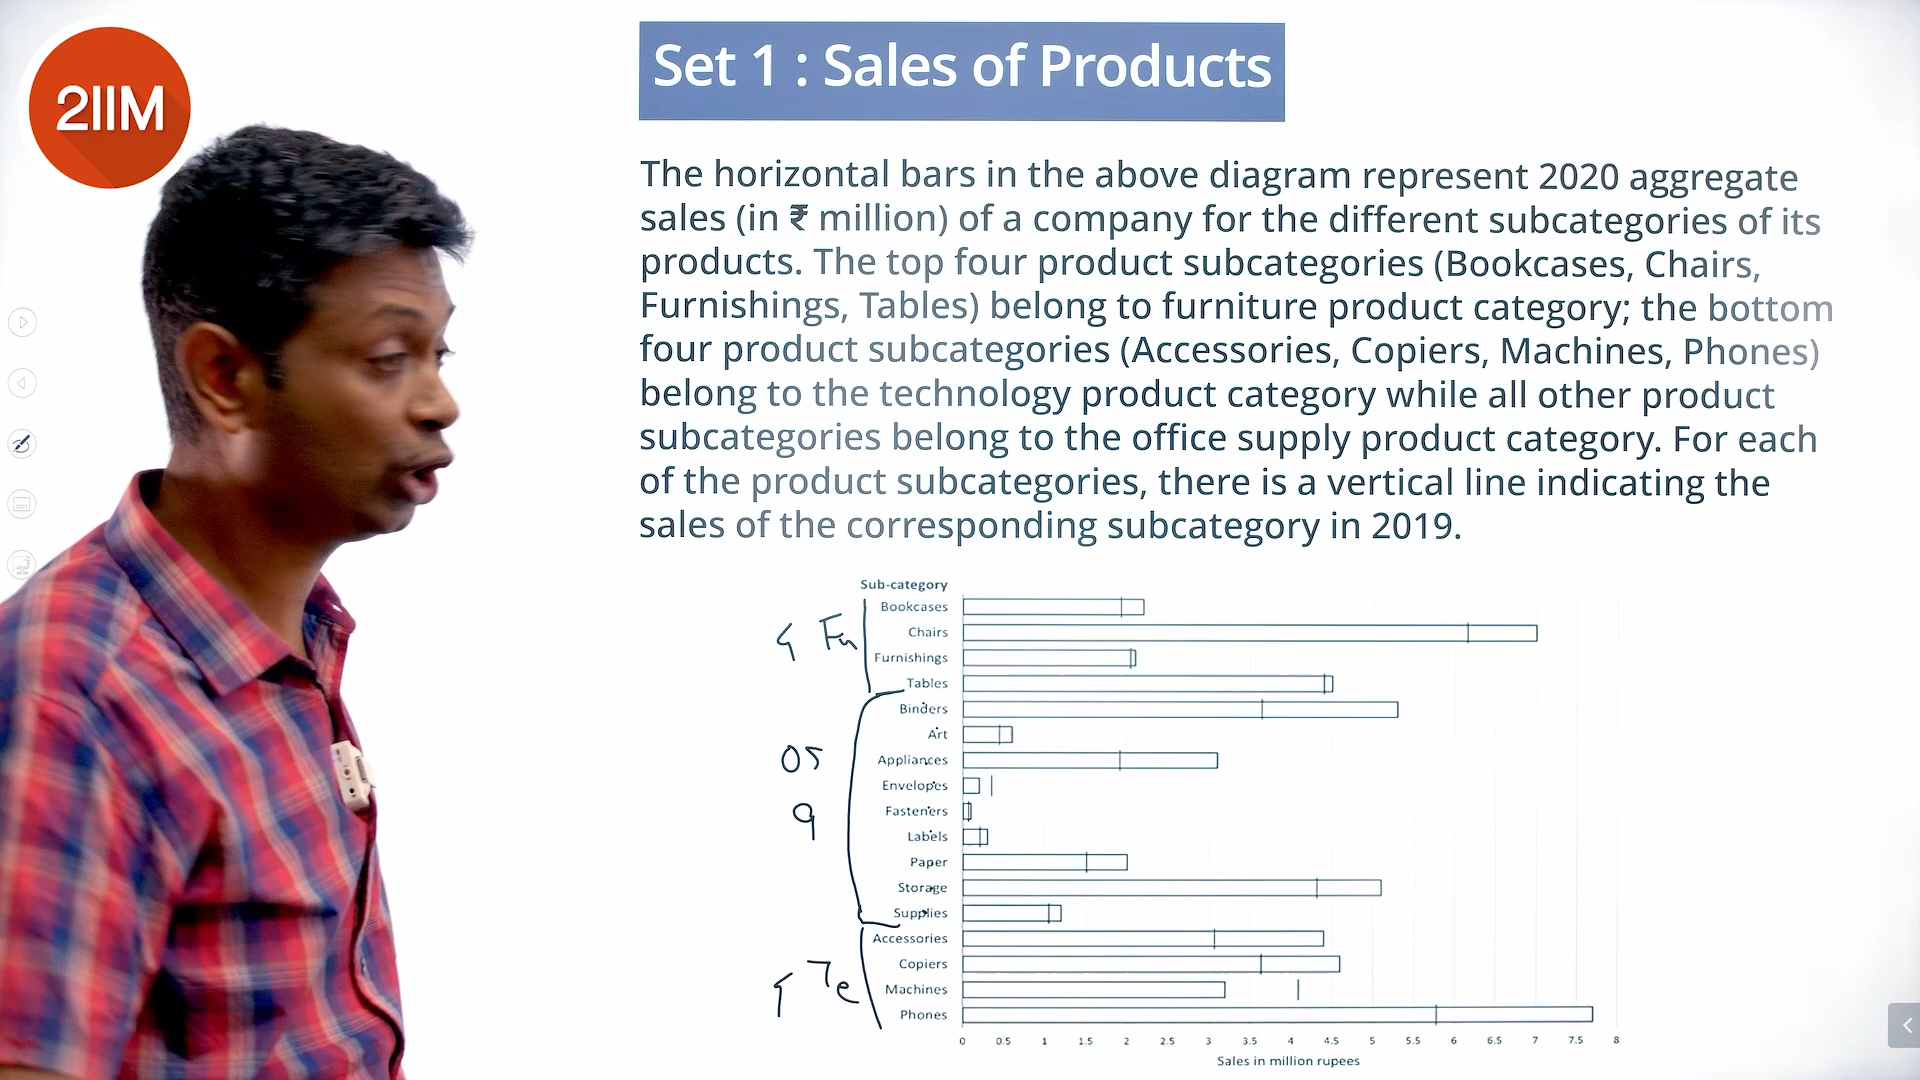 2IIM
Set 1 : Sales of Products
The horizontal bars in the above diagram represent 2020 aggregate
sales (in ₹ million) of a company for the different subcategories of its
products. The top four product subcategories (Bookcases, Chairs,
Furnishings, Tables) belong to furniture product category; the bottom
four product subcategories (Accessories, Copiers, Machines, Phones)
belong to the technology product category while all other product
subcategories belong to the office supply product category. For each
of the product subcategories, there is a vertical line indicating the
sales of the corresponding subcategory in 2019.
Sub-category
Bookcases
Chairs
4 Fu
Furnishings
Tables
Binders
Art
OS
Appliances
Envelopes
9
Fasteners
Labels
Paper
Storage
Supplies
Accessories
Copiers
Te
Machines
Phones
0 0.5 1 1.5 2 2.5 3 3.5 4 4.5 5 5.5 6 6.5 7 7.5 8
Sales in million rupees